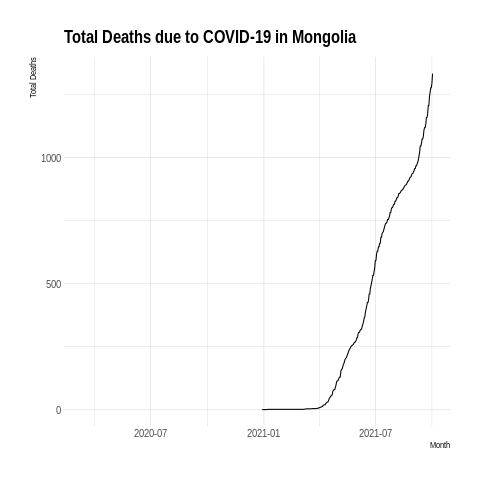 Total Deaths due to COVID-19 in Mongolia
Total Deaths
1000
500
0
2020-07
2021-01
2021-07
Month